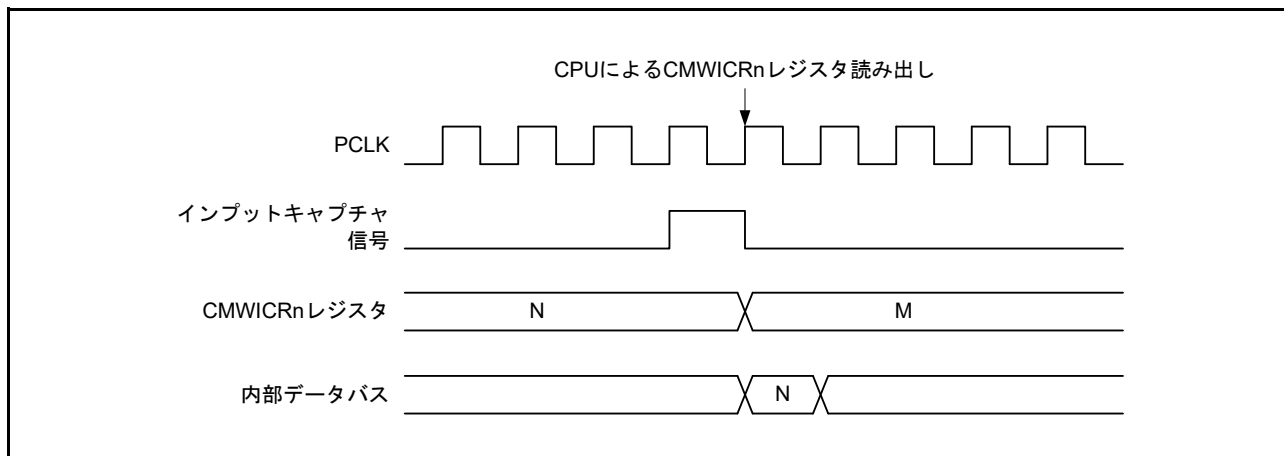 CPUによるCMWICRnレジスタ読み出し
PCLK
インプットキャプチャ
信号
CMWICRnレジスタ
N
M
内部データバス
N